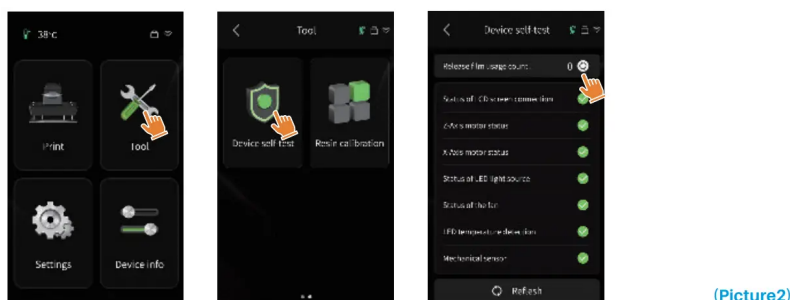 38°c
Print
Tool
Settings
Device info
Tool
Device self-test
Resin calibration
Device self-test
Release film usage count: 0
Status of LCD screen connection
Z-Axis motor status
X-Axis motor status
Status of LED light source
Status of the fan
LED temperature detection
Mechanical sensor
Refresh
(Picture2)